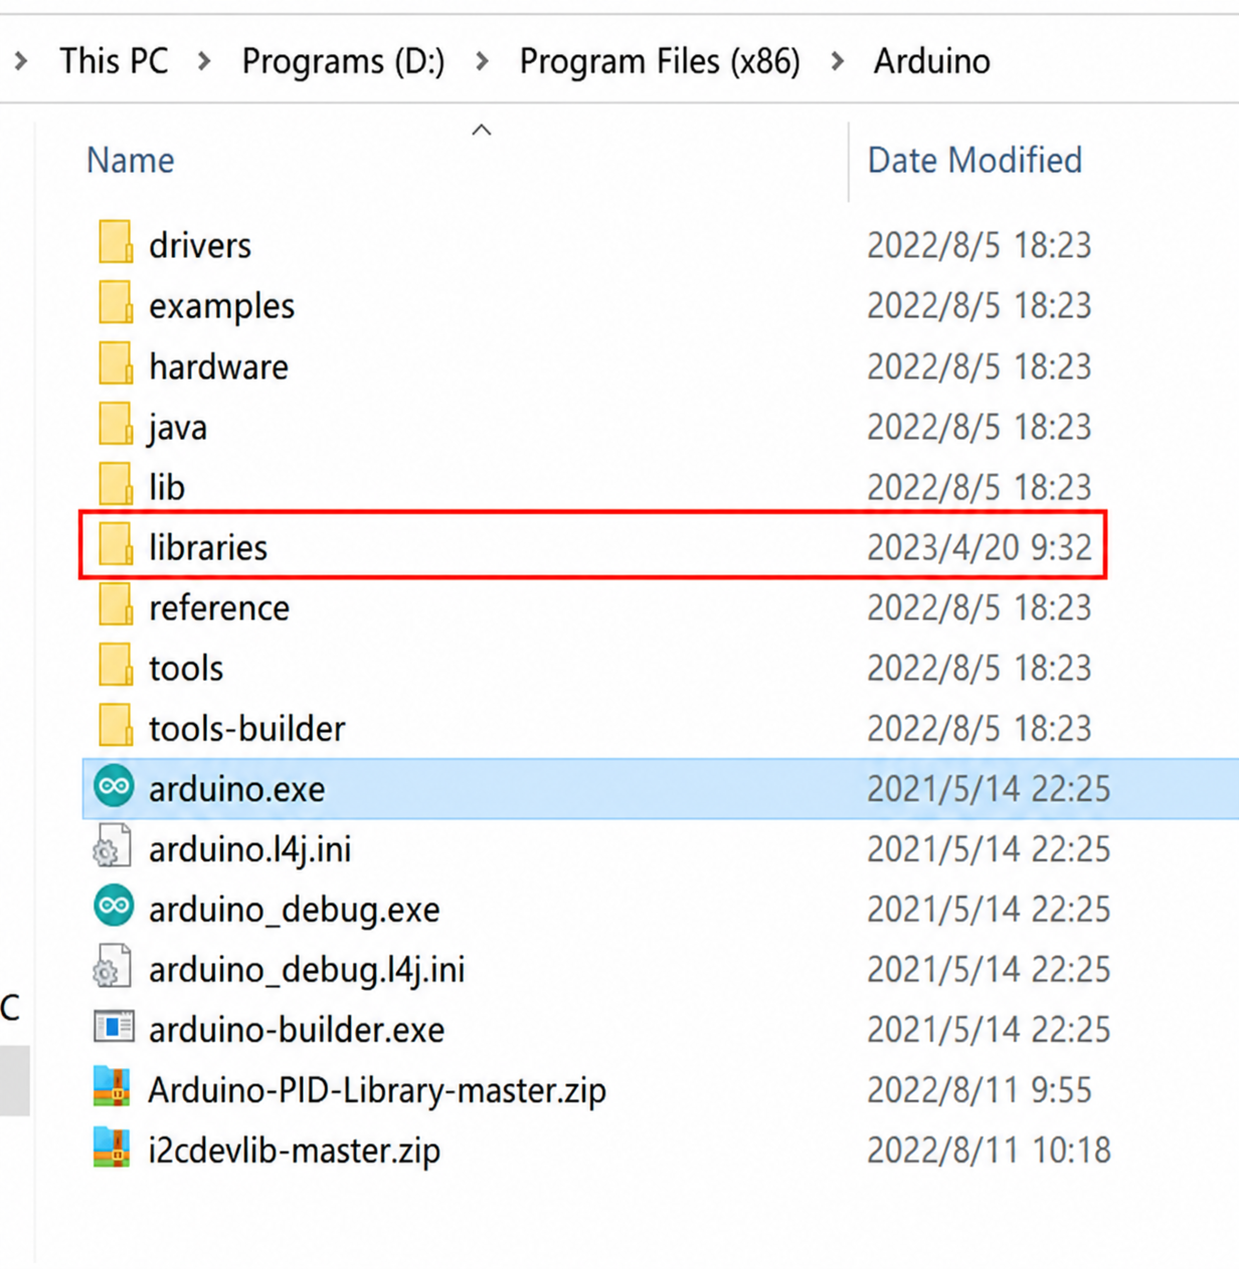 This PC > Programs (D:) > Program Files (x86) > Arduino
Name Date Modified
drivers 2022/8/5 18:23
examples 2022/8/5 18:23
hardware 2022/8/5 18:23
java 2022/8/5 18:23
lib 2022/8/5 18:23
libraries 2023/4/20 9:32
reference 2022/8/5 18:23
tools 2022/8/5 18:23
tools-builder 2022/8/5 18:23
arduino.exe 2021/5/14 22:25
arduino.l4j.ini 2021/5/14 22:25
arduino_debug.exe 2021/5/14 22:25
arduino_debug.l4j.ini 2021/5/14 22:25
C
arduino-builder.exe 2021/5/14 22:25
Arduino-PID-Library-master.zip 2022/8/11 9:55
i2cdevlib-master.zip 2022/8/11 10:18